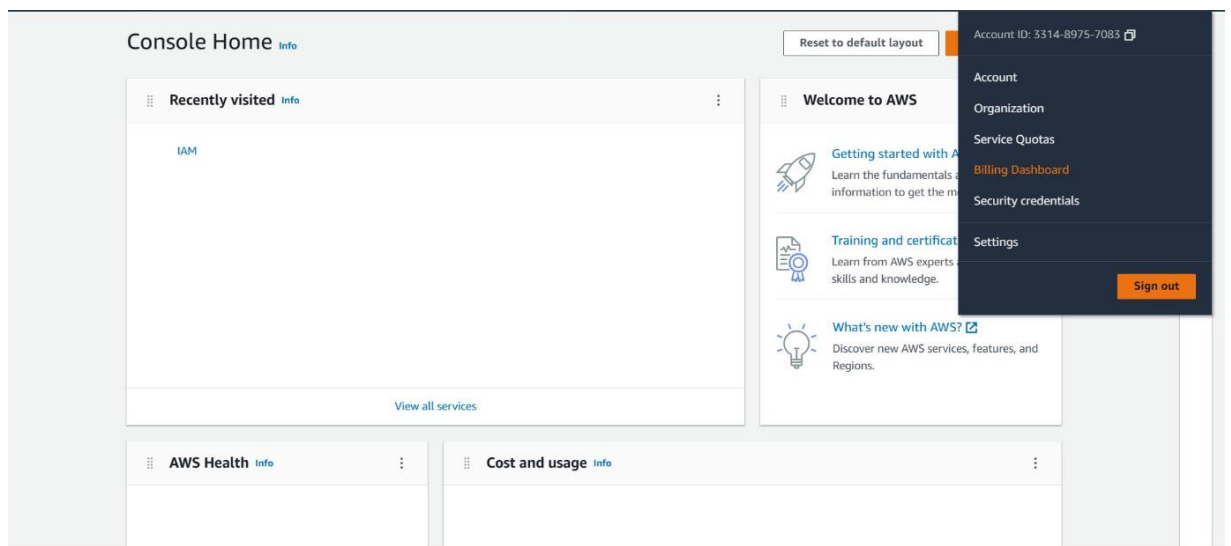 Console Home Info
Reset to default layout
Account ID: 3314-8975-7083
Account
Organization
Service Quotas
Billing Dashboard
Security credentials
Settings
Sign out
Recently visited Info
IAM
View all services
Welcome to AWS
Getting started with
Learn the fundamentals
information to get the
Training and
Learn from AWS experts
skills and knowledge.
What's new with AWS?
Discover new AWS services, features, and
Regions.
AWS Health Info
Cost and usage Info